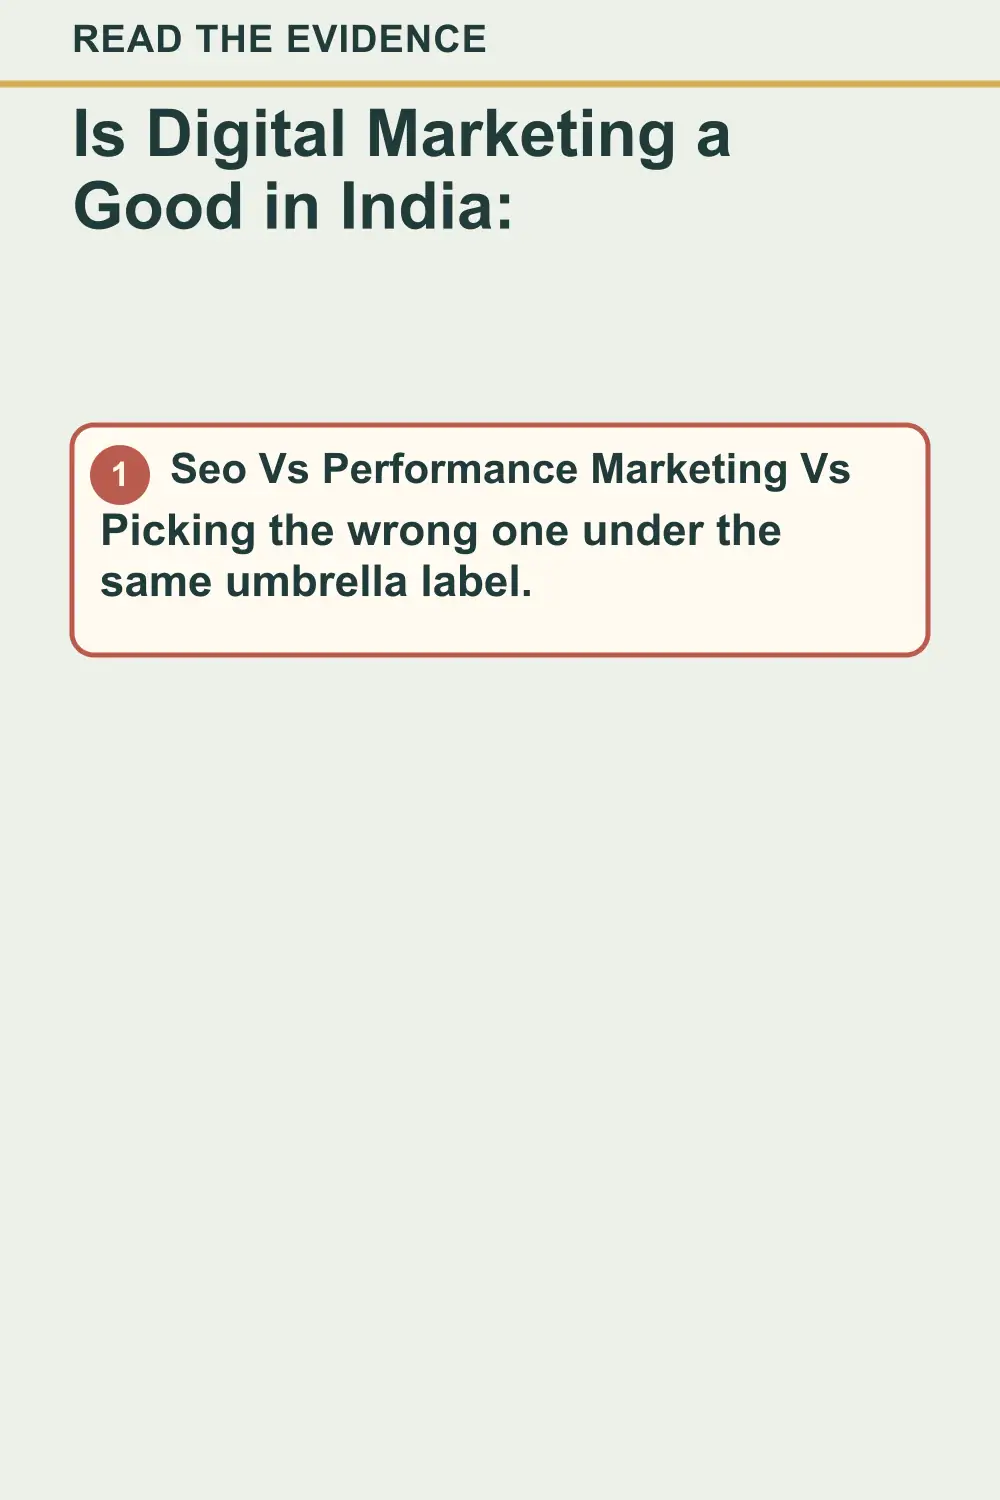 READ THE EVIDENCE
Is Digital Marketing a
Good in India:
1 Seo Vs Performance Marketing Vs
Picking the wrong one under the
same umbrella label.